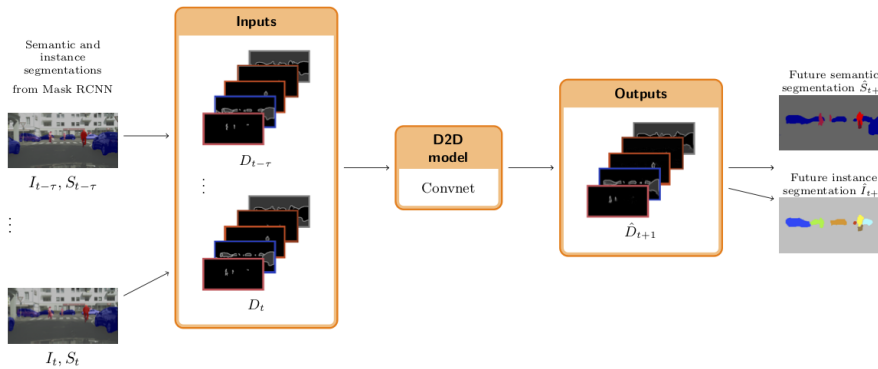 Semantic and
instance
segmentations
from Mask RCNN
I_{t−τ}, S_{t−τ}
⋮
I_t, S_t
Inputs
D_{t−τ}
⋮
D_t
D2D
model
Convnet
Outputs
D̂_{t+1}
Future semantic
segmentation Ŝ_{t+
Future instance
segmentation Î_{t+